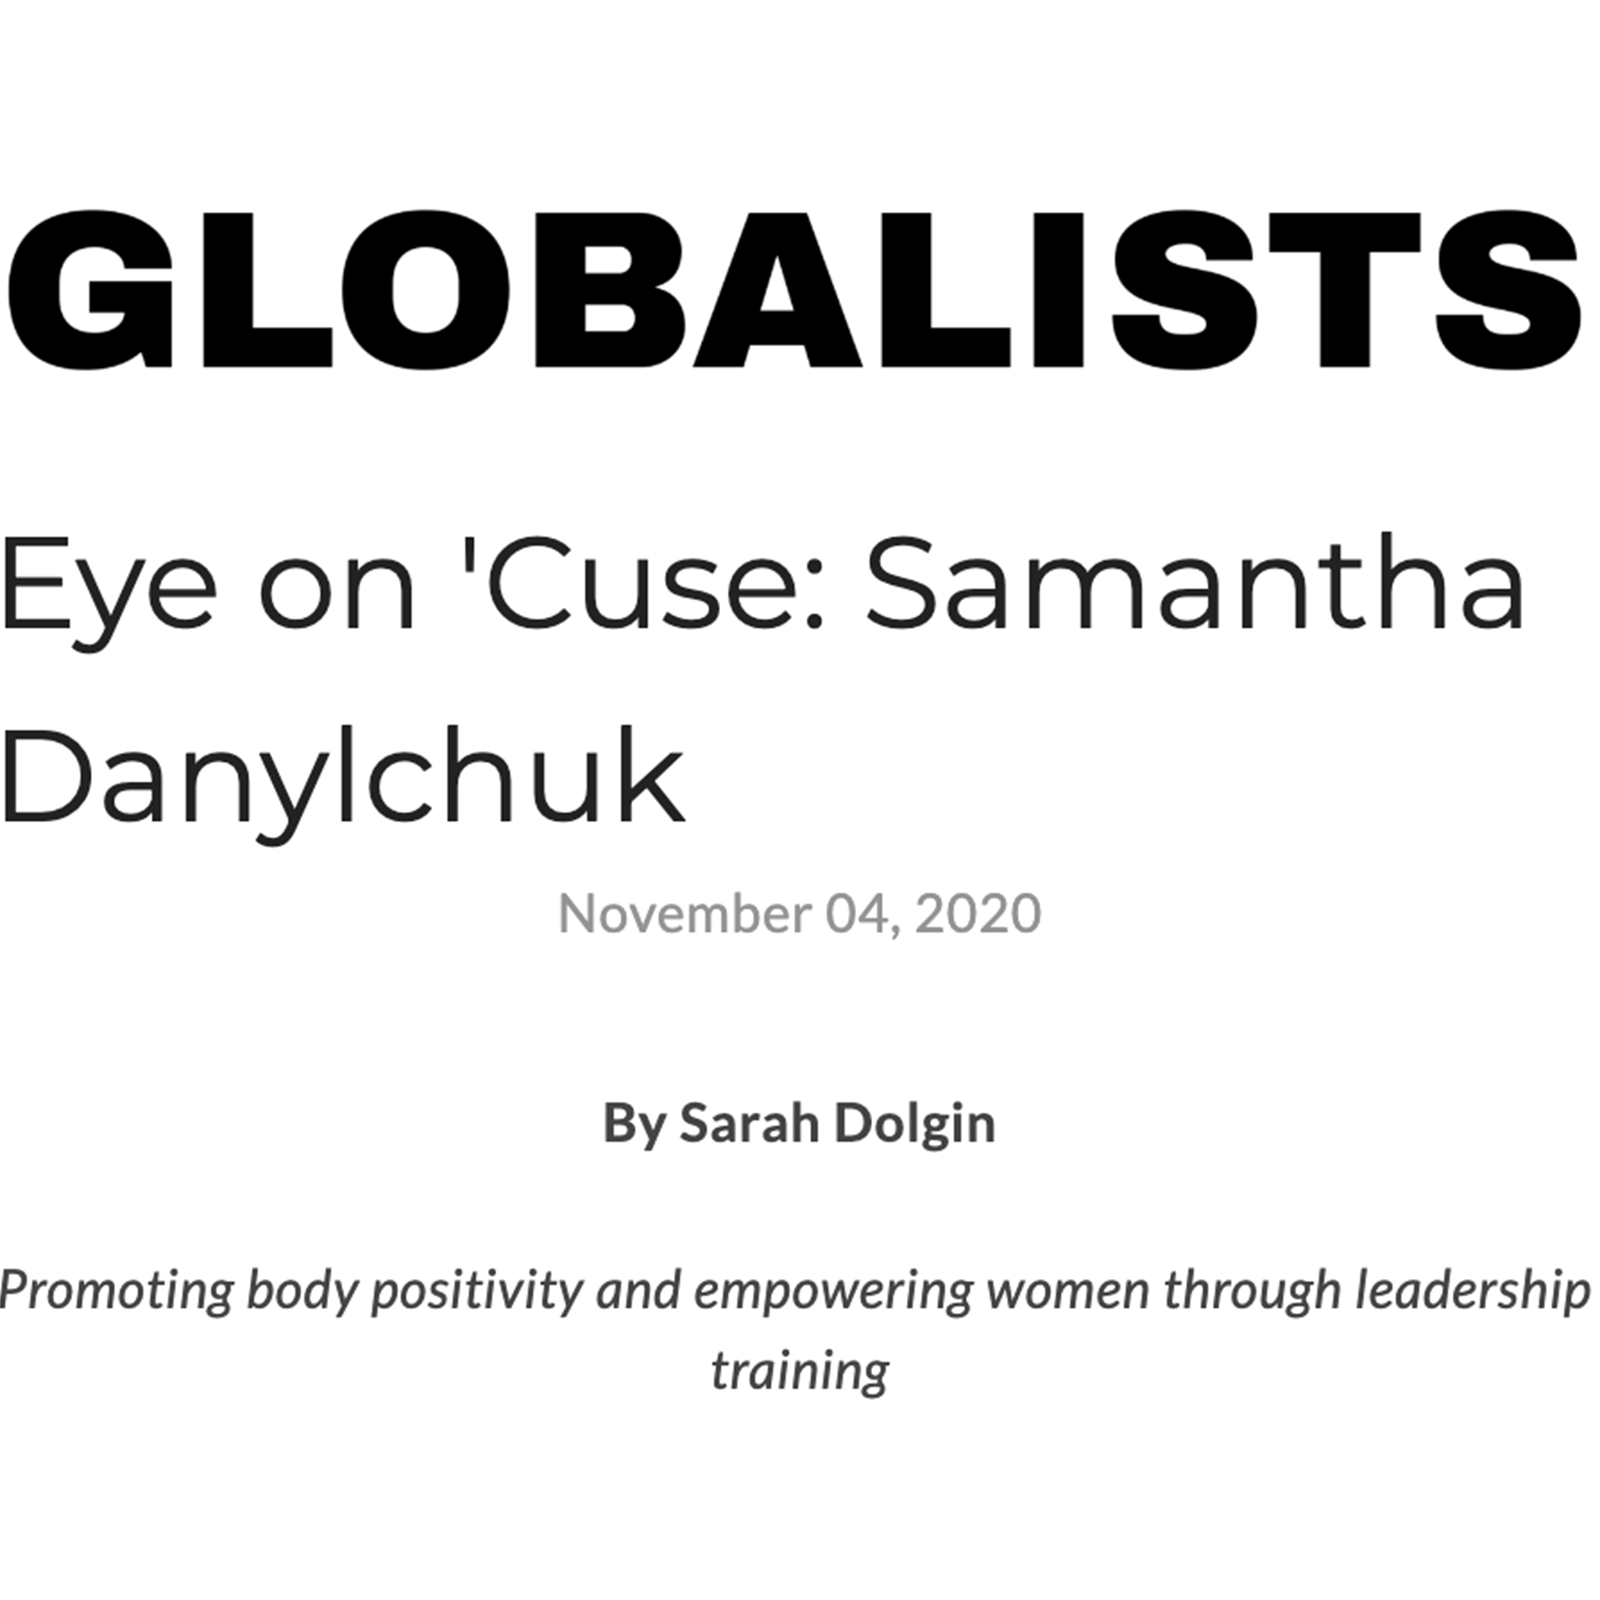 GLOBALISTS
Eye on 'Cuse: Samantha
Danylchuk
November 04, 2020
By Sarah Dolgin
Promoting body positivity and empowering women through leadership
training